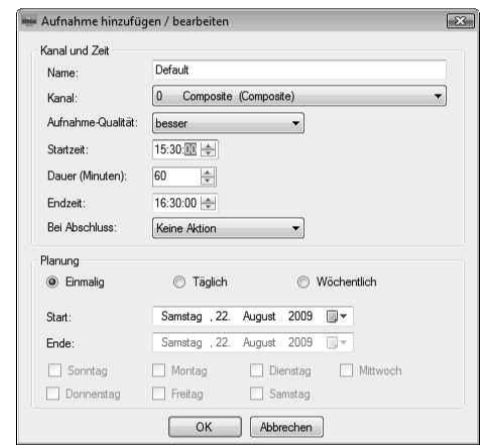 Aufnahme hinzufügen / bearbeiten
Kanal und Zeit
Name: Default
Kanal: 0 Composite (Composite)
Aufnahme-Qualität: besser
Startzeit: 15:30:00
Dauer (Minuten): 60
Endzeit: 16:30:00
Bei Abschluss: Keine Aktion
Planung
Einmalig Täglich Wöchentlich
Start: Samstag , 22. August 2009
Ende: Samstag , 22. August 2009
Sonntag Montag Dienstag Mittwoch
Donnerstag Freitag Samstag
OK Abbrechen